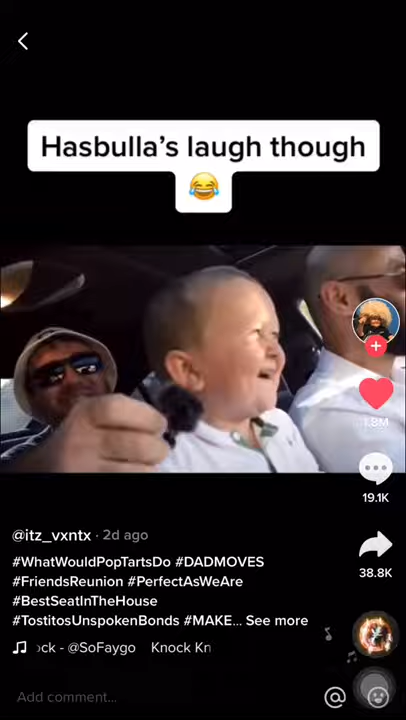 Hasbulla's laugh though
😂
1.8M
19.1K
@itz_vxntx · 2d ago
38.8K
#WhatWouldPopTartsDo #DADMOVES
#FriendsReunion #PerfectAsWeAre
#BestSeatInTheHouse
#TostitosUnspokenBonds #MAKE... See more
ock - @SoFaygo Knock Kn
Add comment...